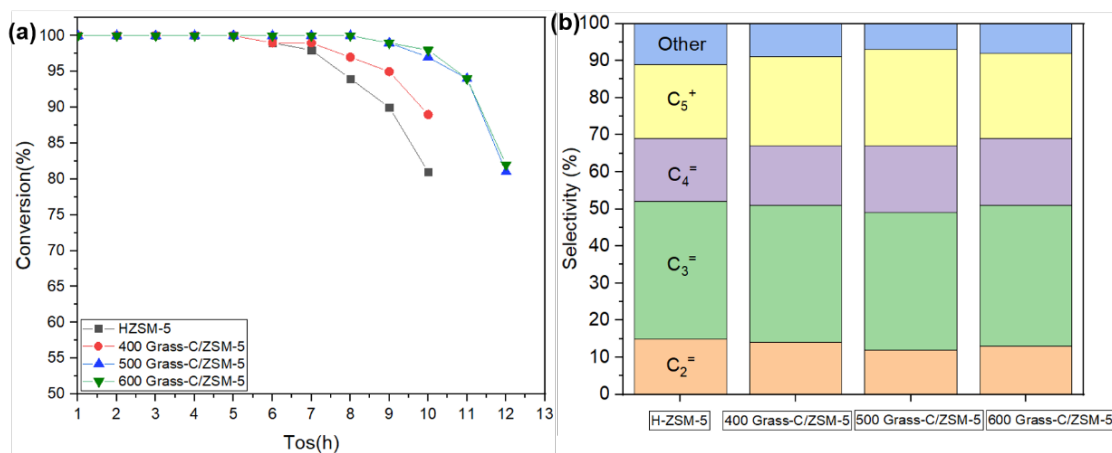 (a)
100
95
90
85
80
75
70
65
60
55
50
Conversion(%)
HZSM-5
400 Grass-C/ZSM-5
500 Grass-C/ZSM-5
600 Grass-C/ZSM-5
1 2 3 4 5 6 7 8 9 10 11 12 13
Tos(h)
(b)
100
90
80
70
60
50
40
30
20
10
0
Selectivity (%)
Other
C₅⁺
C₄⁼
C₃⁼
C₂⁼
H-ZSM-5 400 Grass-C/ZSM-5 500 Grass-C/ZSM-5 600 Grass-C/ZSM-5